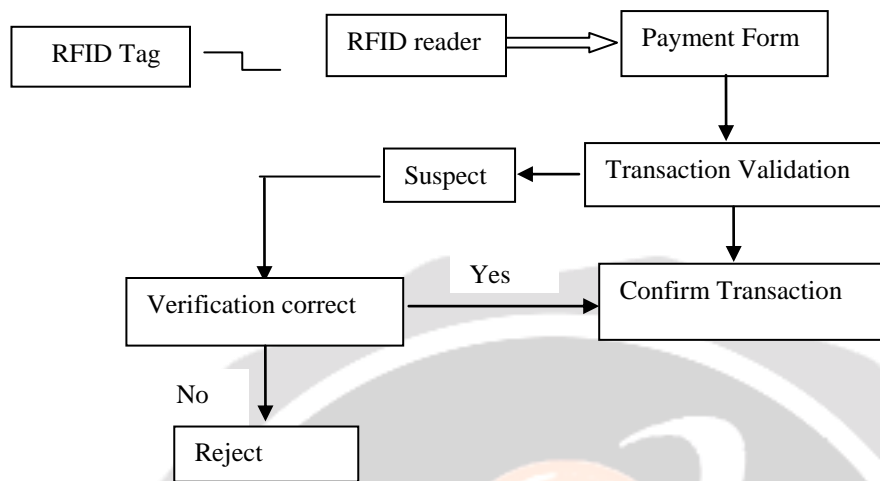 RFID Tag
RFID reader
Payment Form
Transaction Validation
Suspect
Yes
Verification correct
Confirm Transaction
No
Reject